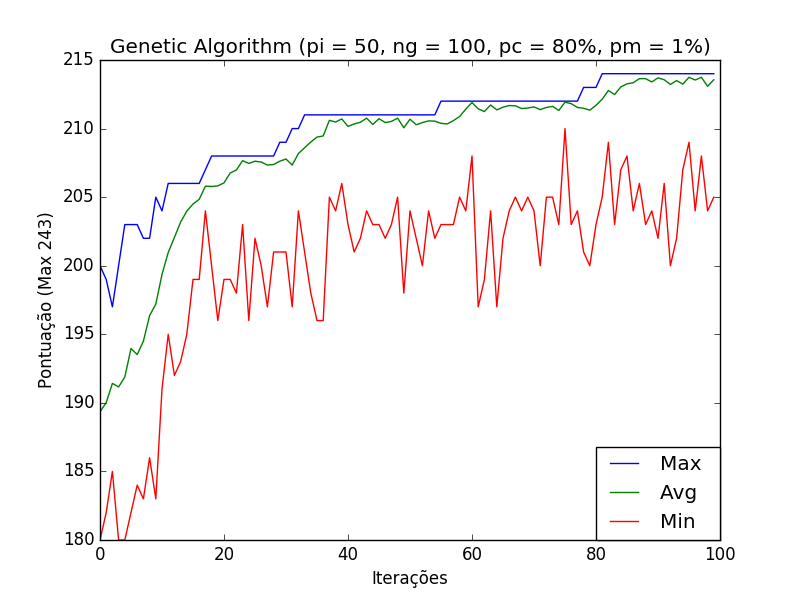 Genetic Algorithm (pi = 50, ng = 100, pc = 80%, pm = 1%)
215
210
205
200
195
190
185
180
Pontuação (Max 243)
0 20 40 60 80 100
Iterações
Max
Avg
Min